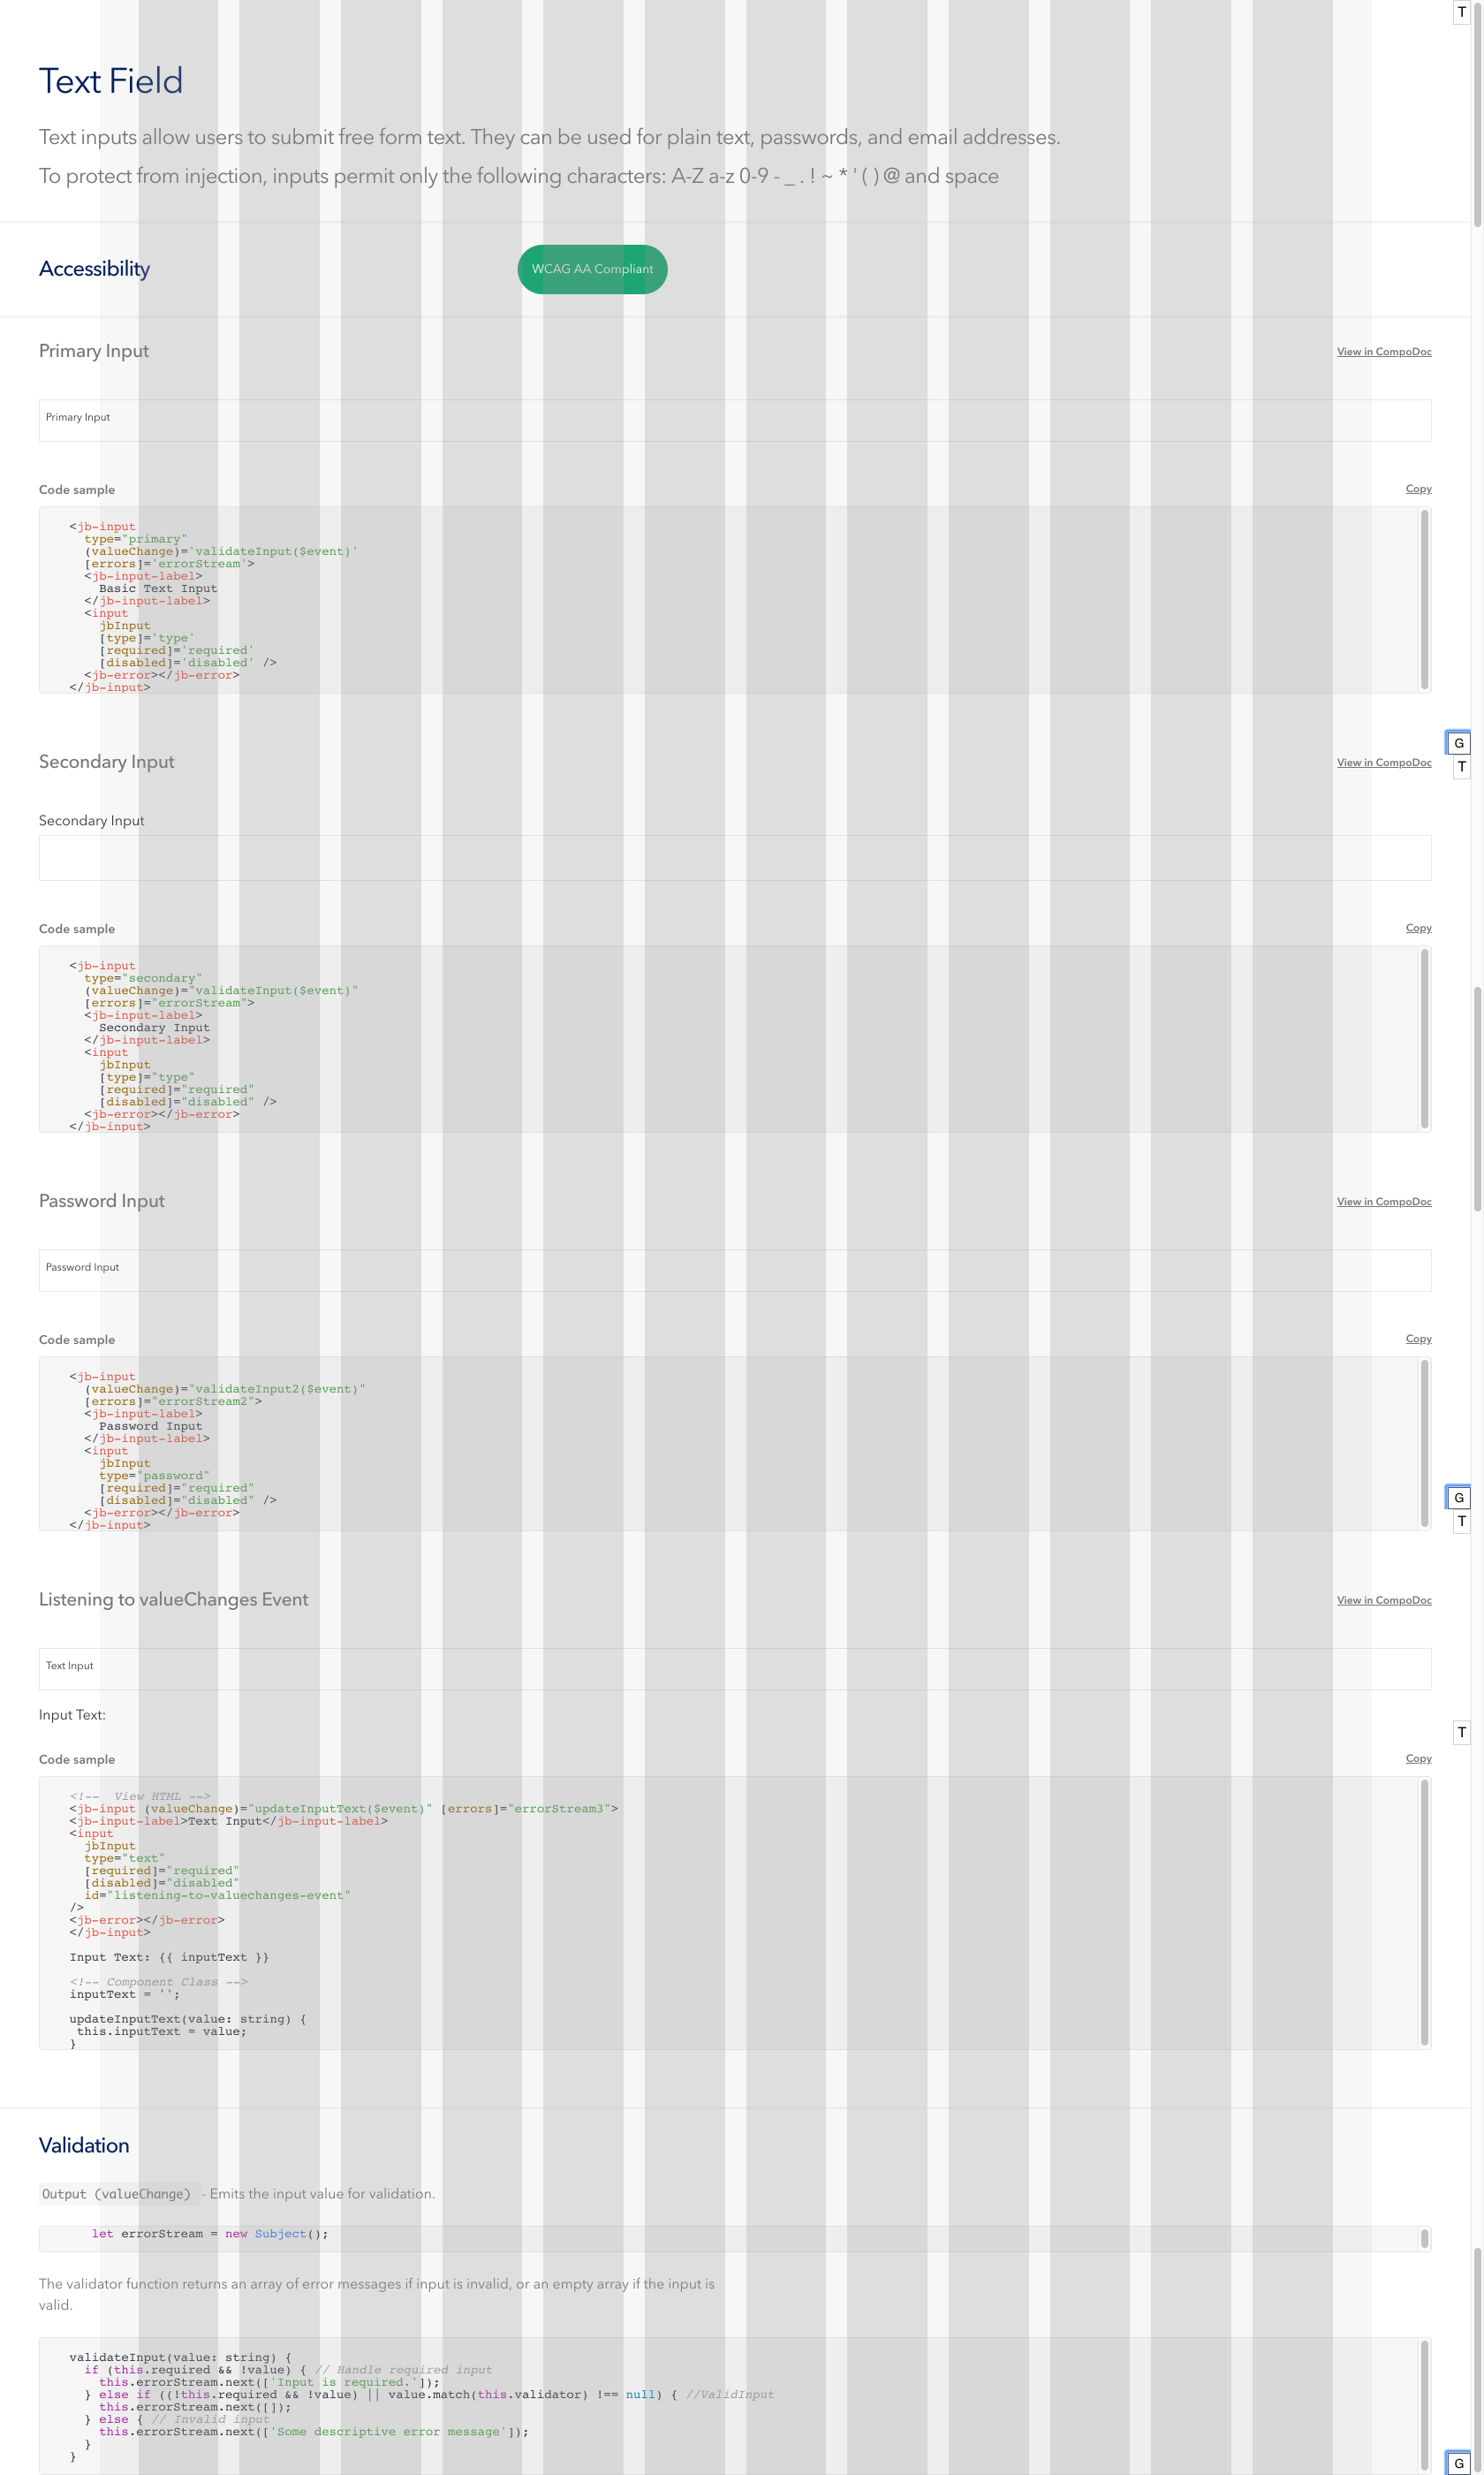 T
Text Field
Text inputs allow users to submit free form text. They can be used for plain text, passwords, and email addresses.
To protect from injection, inputs permit only the following characters: A-Z a-z 0-9 - _ . ! ~ * ' ( ) @ and space
Accessibility
WCAG AA Compliant
Primary Input
View in CompoDoc
Primary Input
Code sample
Copy
<jb-input
  type="primary"
  (valueChange)='validateInput($event)'
  [errors]='errorStream'>
  <jb-input-label>
    Basic Text Input
  </jb-input-label>
  <input
    jbInput
    [type]='type'
    [required]='required'
    [disabled]='disabled' />
  <jb-error></jb-error>
</jb-input>
G
Secondary Input
View in CompoDoc
T
Secondary Input
Code sample
Copy
<jb-input
  type="secondary"
  (valueChange)="validateInput($event)"
  [errors]="errorStream">
  <jb-input-label>
    Secondary Input
  </jb-input-label>
  <input
    jbInput
    [type]="type"
    [required]="required"
    [disabled]="disabled" />
  <jb-error></jb-error>
</jb-input>
Password Input
View in CompoDoc
Password Input
Code sample
Copy
<jb-input
  (valueChange)="validateInput2($event)"
  [errors]="errorStream2">
  <jb-input-label>
    Password Input
  </jb-input-label>
  <input
    jbInput
    type="password"
    [required]="required"
    [disabled]="disabled" />
  <jb-error></jb-error>
</jb-input>
G
T
Listening to valueChanges Event
View in CompoDoc
Text Input
Input Text:
T
Code sample
Copy
<!--  View HTML -->
<jb-input (valueChange)="updateInputText($event)" [errors]="errorStream3">
<jb-input-label>Text Input</jb-input-label>
<input
  jbInput
  type="text"
  [required]="required"
  [disabled]="disabled"
  id="listening-to-valuechanges-event"
/>
<jb-error></jb-error>
</jb-input>
Input Text: {{ inputText }}
<!-- Component Class -->
inputText = '';
updateInputText(value: string) {
 this.inputText = value;
}
Validation
Output (valueChange) - Emits the input value for validation.
let errorStream = new Subject();
The validator function returns an array of error messages if input is invalid, or an empty array if the input is
valid.
validateInput(value: string) {
  if (this.required && !value) { // Handle required input
    this.errorStream.next(['Input is required.']);
  } else if ((!this.required && !value) || value.match(this.validator) !== null) { //ValidInput
    this.errorStream.next([]);
  } else { // Invalid input
    this.errorStream.next(['Some descriptive error message']);
  }
}
G